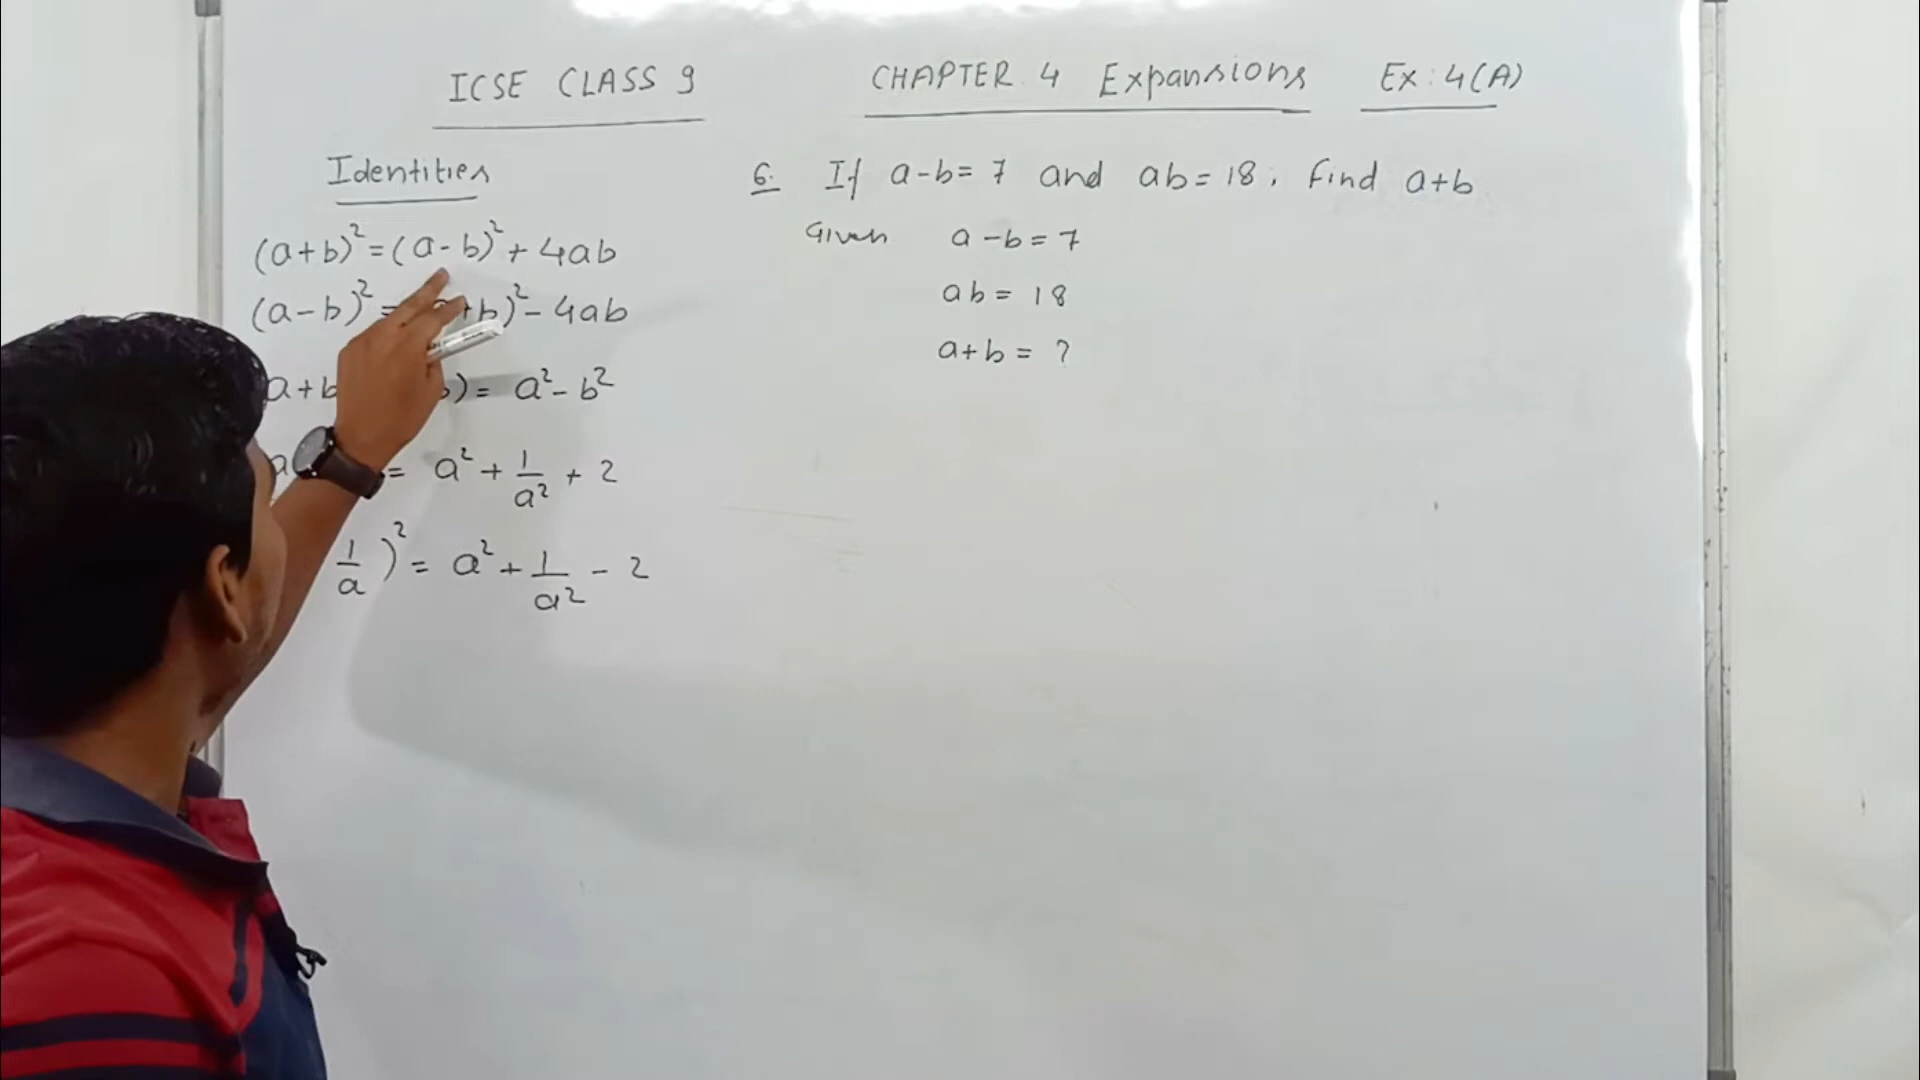 ICSE CLASS 9 CHAPTER 4 Expansions Ex: 4(A)
Identities
(a+b)² = (a-b)² + 4ab
(a-b)² = +b)² - 4ab
a+b ) = a² - b²
a = a² + 1/a² + 2
1/a )² = a² + 1/a² - 2
6. If a-b = 7 and ab = 18, find a+b
Given a-b = 7
ab = 18
a+b = ?